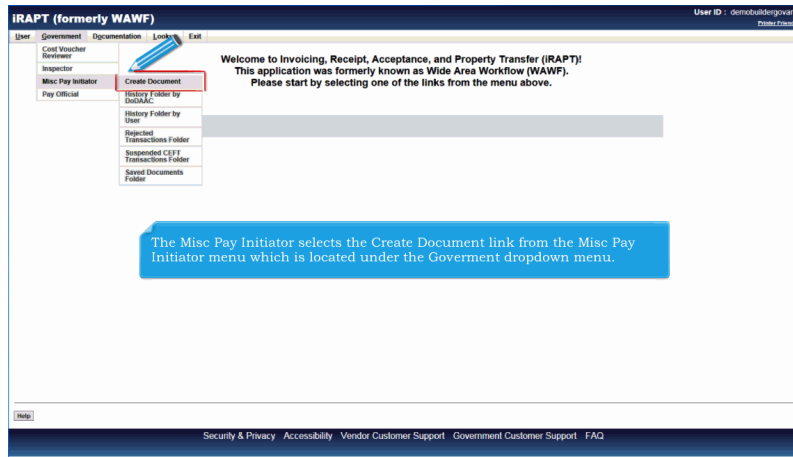 iRAPT (formerly WAWF)
User ID : demobuildergovar
Printer Frien
User Government Documentation Lookup Exit
Cost Voucher
Reviewer
Inspector
Misc Pay Initiator
Pay Official
Create Document
History Folder by
DoDAAC
History Folder by
User
Rejected
Transactions Folder
Suspended CEFT
Transactions Folder
Saved Documents
Folder
Welcome to Invoicing, Receipt, Acceptance, and Property Transfer (iRAPT)!
This application was formerly known as Wide Area Workflow (WAWF).
Please start by selecting one of the links from the menu above.
The Misc Pay Initiator selects the Create Document link from the Misc Pay
Initiator menu which is located under the Goverment dropdown menu.
Help
Security & Privacy Accessibility Vendor Customer Support Government Customer Support FAQ